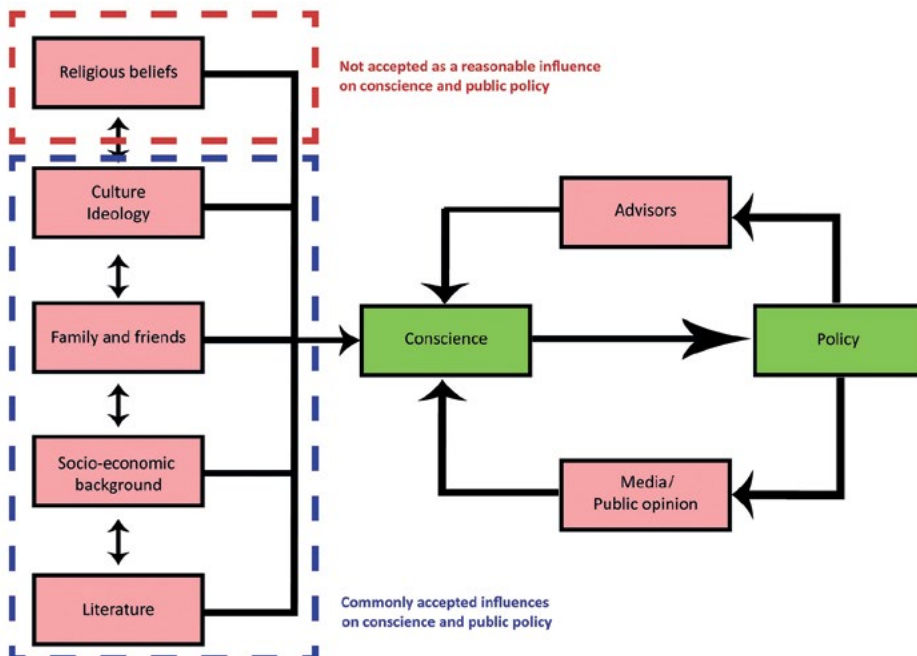 Religious beliefs
Not accepted as a reasonable influence
on conscience and public policy
Culture
Ideology
Advisors
Family and friends
Conscience
Policy
Socio-economic
background
Media/
Public opinion
Literature
Commonly accepted influences
on conscience and public policy